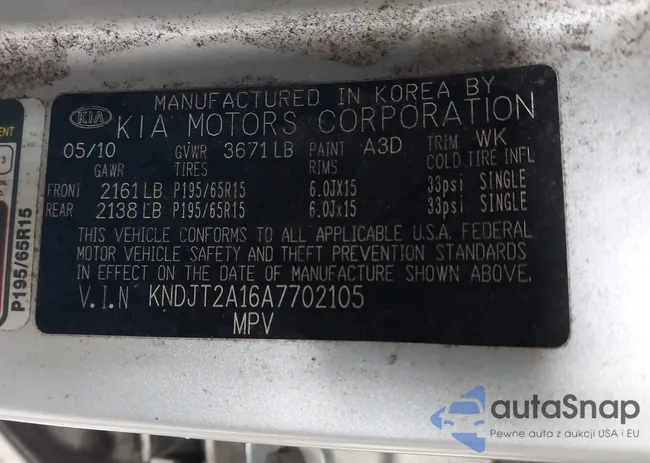 MANUFACTURED IN KOREA BY
KIA KIA MOTORS CORPORATION
05/10 GVWR 3671LB PAINT A3D TRIM WK
GAWR TIRES RIMS COLD TIRE INFL
FRONT 2161LB P195/65R15 6.0JX15 33psi SINGLE
REAR 2138LB P195/65R15 6.0Jx15 33psi SINGLE
THIS VEHICLE CONFORMS TO ALL APPLICABLE U.S.A. FEDERAL
MOTOR VEHICLE SAFETY AND THEFT PREVENTION STANDARDS
IN EFFECT ON THE DATE OF MANUFACTURE SHOWN ABOVE.
V.I.N KNDJT2A16A7702105
MPV
P195/65R15
autaSnap
Pewne auta z aukcji USA i EU